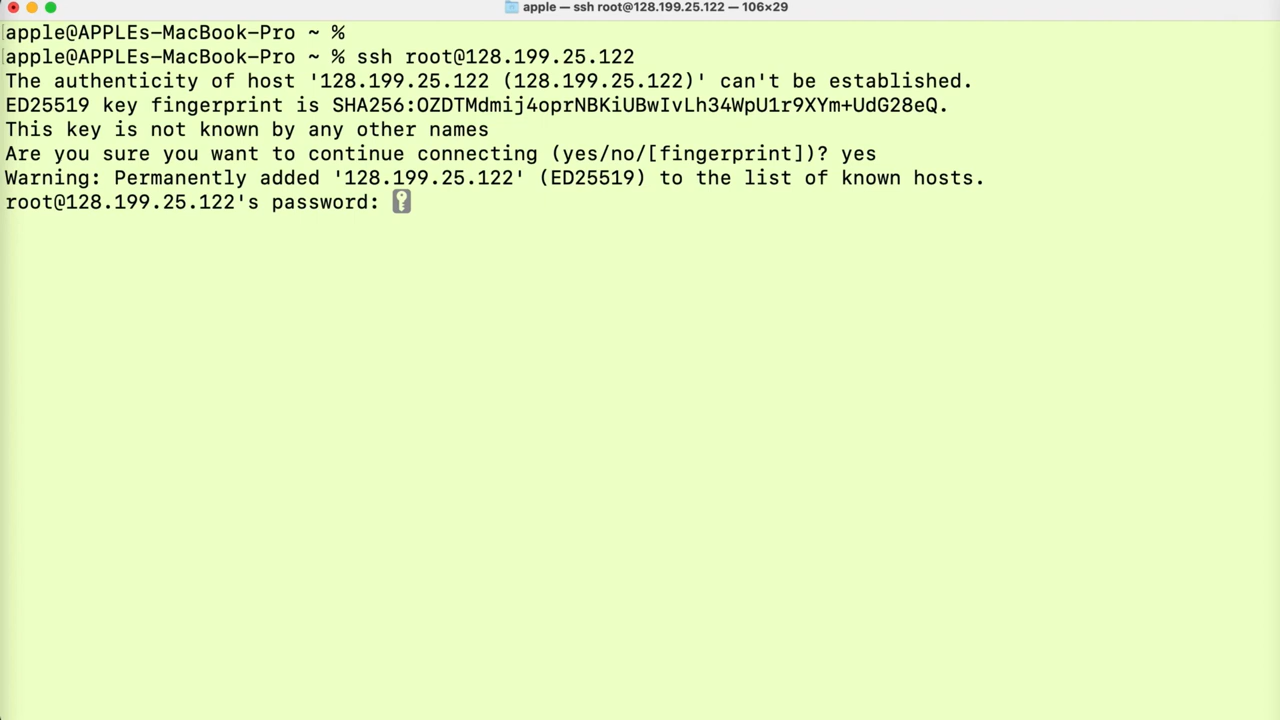 apple — ssh root@128.199.25.122 — 106×29
apple@APPLEs-MacBook-Pro ~ %
apple@APPLEs-MacBook-Pro ~ % ssh root@128.199.25.122
The authenticity of host '128.199.25.122 (128.199.25.122)' can't be established.
ED25519 key fingerprint is SHA256:OZDTMdmij4oprNBKiUBwIvLh34WpU1r9XYm+UdG28eQ.
This key is not known by any other names
Are you sure you want to continue connecting (yes/no/[fingerprint])? yes
Warning: Permanently added '128.199.25.122' (ED25519) to the list of known hosts.
root@128.199.25.122's password: